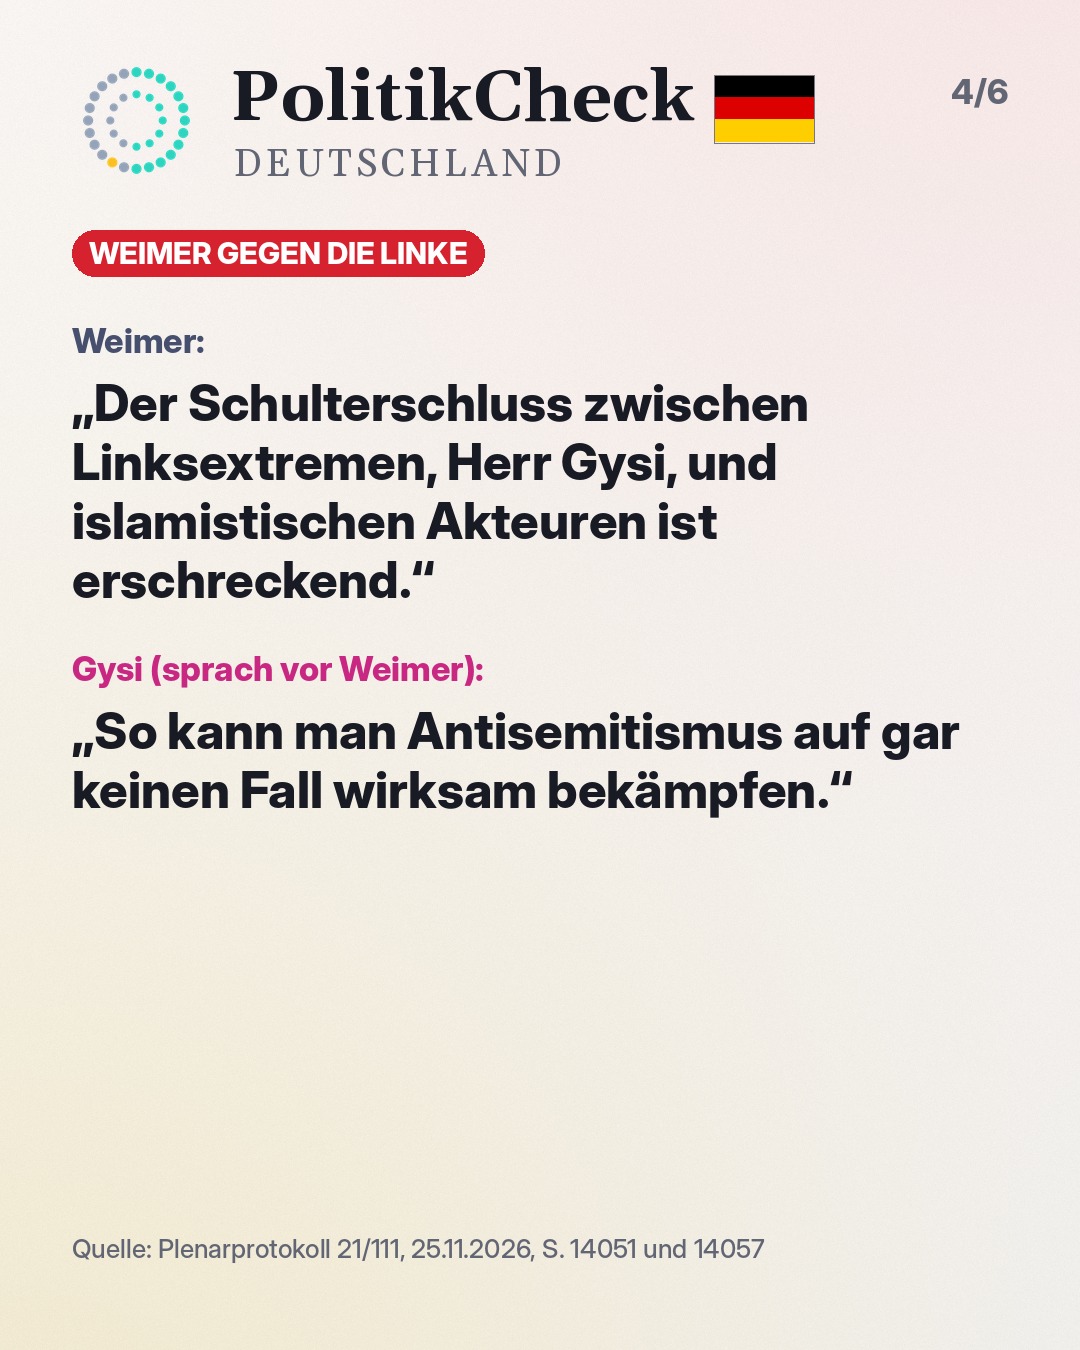 PolitikCheck
DEUTSCHLAND
4/6
WEIMER GEGEN DIE LINKE
Weimer:
„Der Schulterschluss zwischen
Linksextremen, Herr Gysi, und
islamistischen Akteuren ist
erschreckend.“
Gysi (sprach vor Weimer):
„So kann man Antisemitismus auf gar
keinen Fall wirksam bekämpfen.“
Quelle: Plenarprotokoll 21/111, 25.11.2026, S. 14051 und 14057